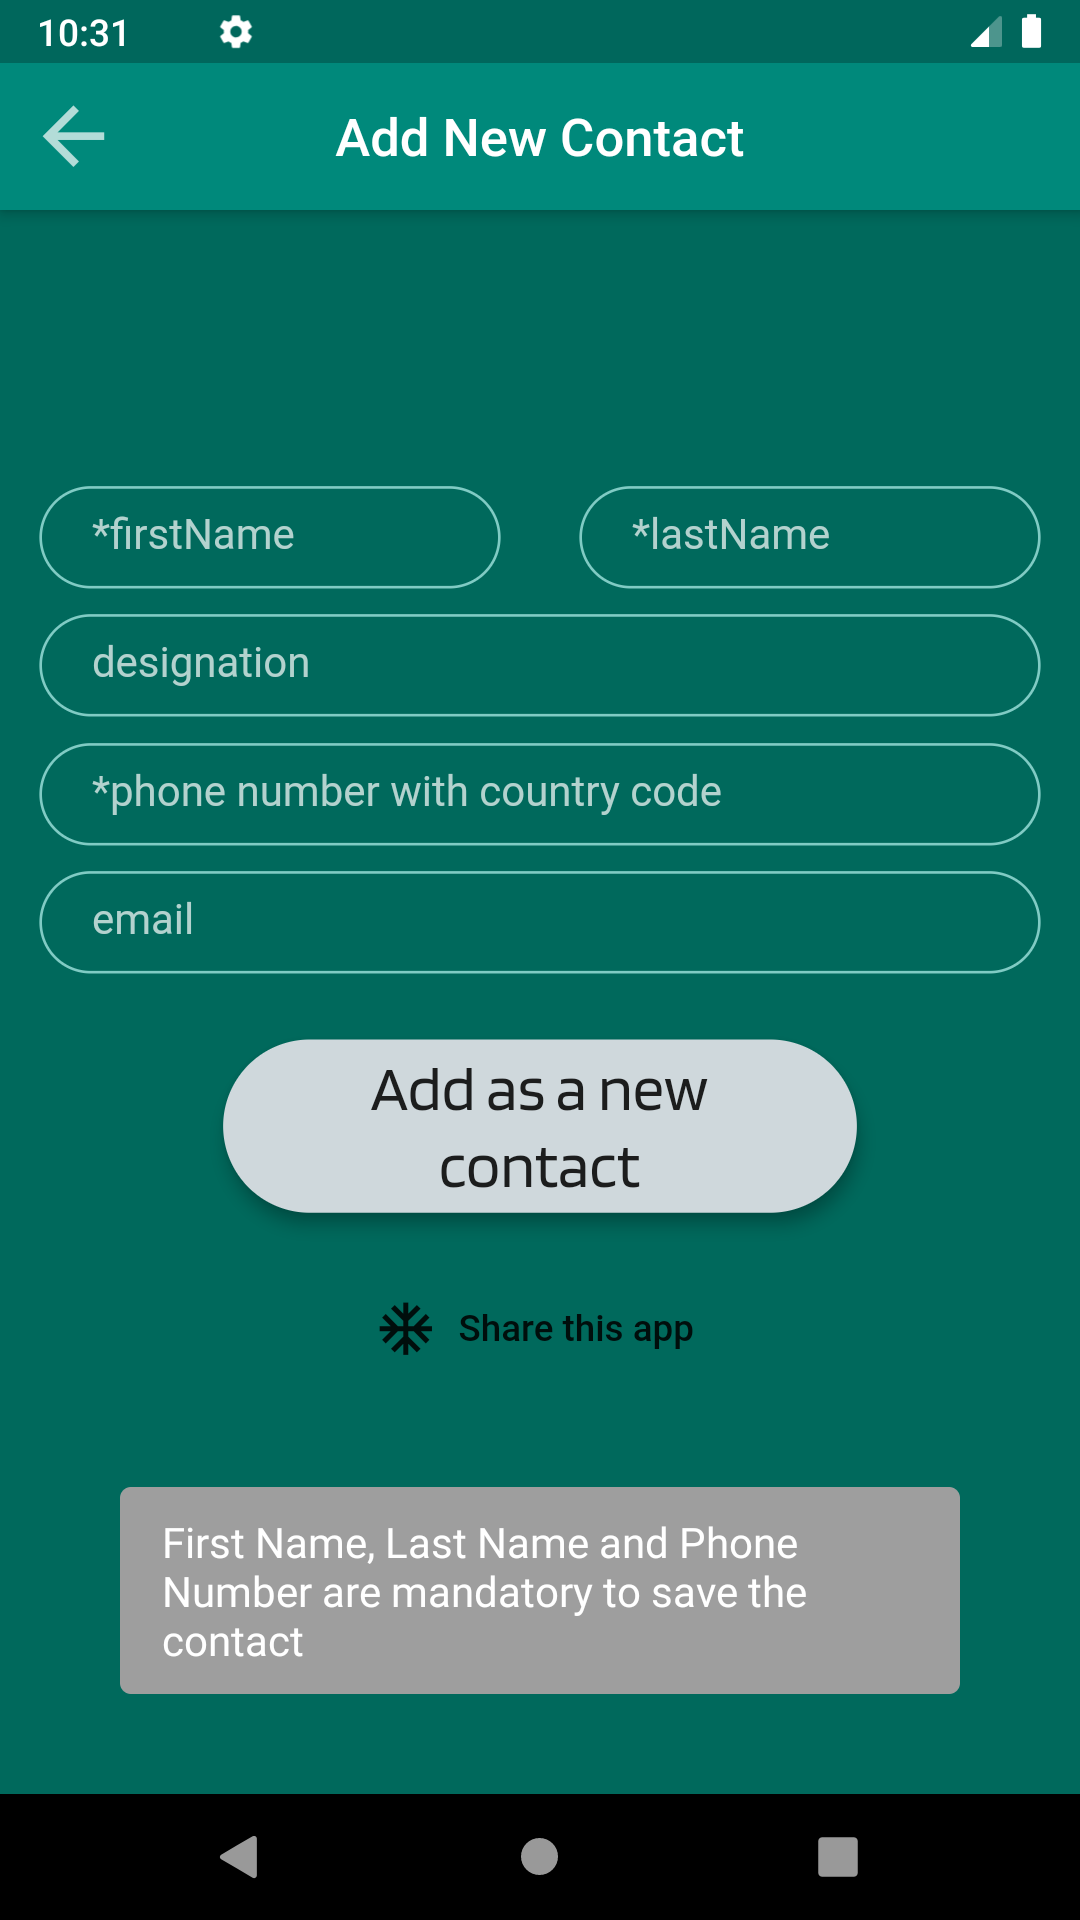 10:31
Add New Contact
*firstName
*lastName
designation
*phone number with country code
email
Add as a new
contact
Share this app
First Name, Last Name and Phone
Number are mandatory to save the
contact